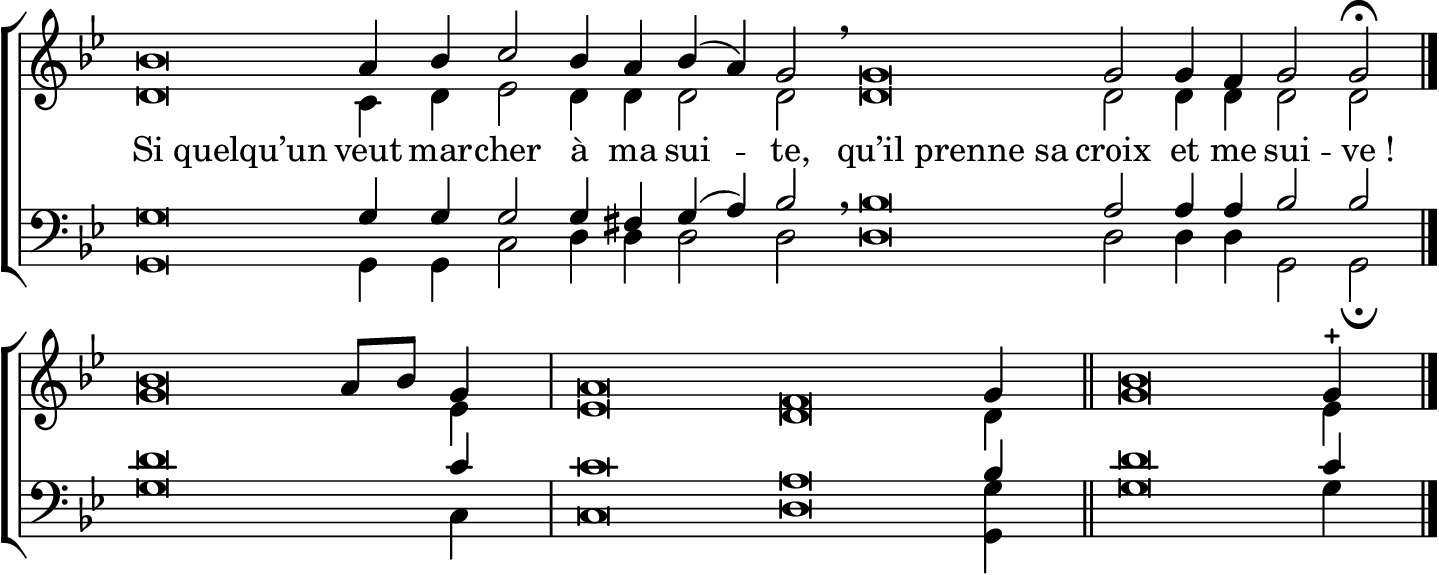 Si quelqu’un veut marcher à ma sui -- te, qu’il prenne sa croix et me sui -- ve !